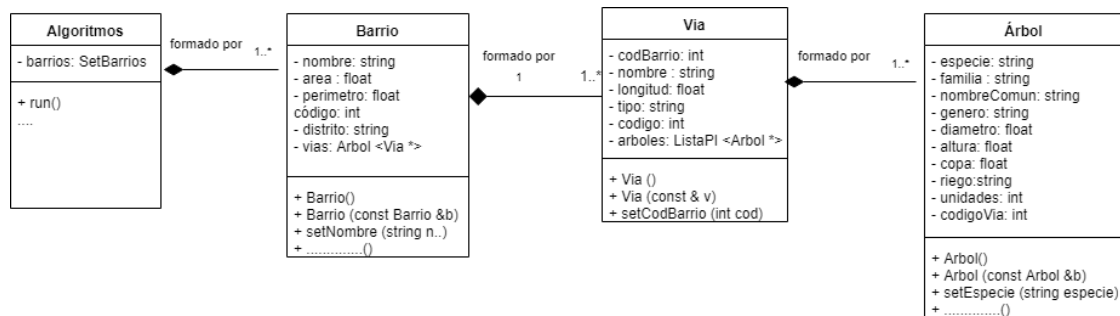 Algoritmos
- barrios: SetBarrios
+ run()
....
formado por
1..*
Barrio
- nombre: string
- area : float
- perimetro: float
código: int
- distrito: string
- vias: Arbol <Via *>
+ Barrio()
+ Barrio (const Barrio &b)
+ setNombre (string n..)
+ ..............()
formado por
1
1..*
Via
- codBarrio: int
- nombre : string
- longitud: float
- tipo: string
- codigo: int
- arboles: ListaPI <Arbol *>
+ Via ()
+ Via (const & v)
+ setCodBarrio (int cod)
formado por
1..*
Árbol
- especie: string
- familia : string
- nombreComun: string
- genero: string
- diametro: float
- altura: float
- copa: float
- riego:string
- unidades: int
- codigoVia: int
+ Arbol()
+ Arbol (const Arbol &b)
+ setEspecie (string especie)
+ ..............()